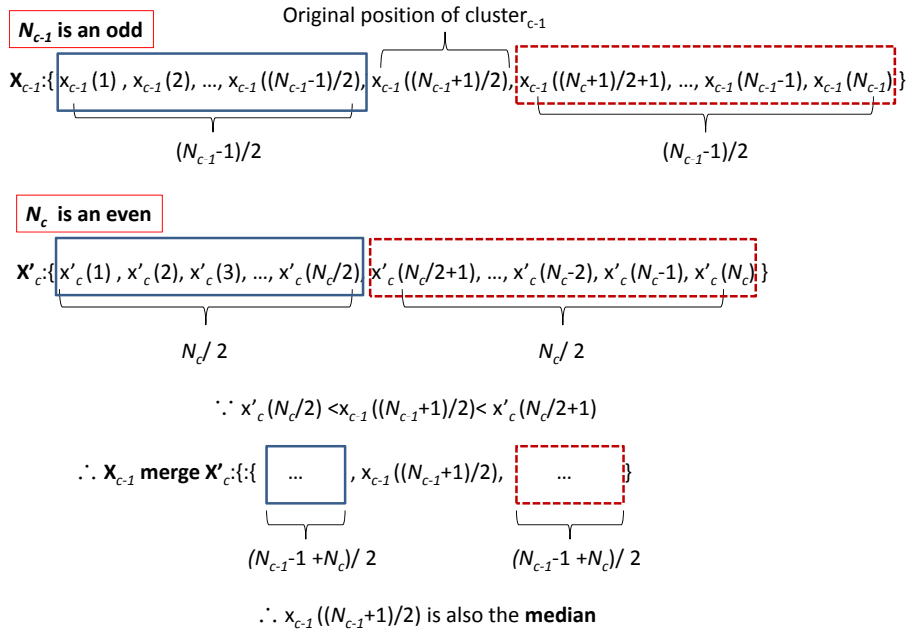 Original position of cluster_{c-1}
N_{c-1} is an odd
X_{c-1}:{ x_{c-1}(1) , x_{c-1}(2), ..., x_{c-1}((N_{c-1}-1)/2), x_{c-1}((N_{c-1}+1)/2), x_{c-1}((N_c+1)/2+1), ..., x_{c-1}(N_{c-1}-1), x_{c-1}(N_{c-1}) }
(N_{c-1}-1)/2 (N_{c-1}-1)/2
N_c is an even
X'_c:{ x'_c(1) , x'_c(2), x'_c(3), ..., x'_c(N_c/2), x'_c(N_c/2+1), ..., x'_c(N_c-2), x'_c(N_c-1), x'_c(N_c) }
N_c/ 2 N_c/ 2
∵ x'_c(N_c/2) <x_{c-1}((N_{c-1}+1)/2)< x'_c(N_c/2+1)
∴ X_{c-1} merge X'_c:{:{ ... , x_{c-1}((N_{c-1}+1)/2), ... }
(N_{c-1}-1 +N_c)/ 2 (N_{c-1}-1 +N_c)/ 2
∴ x_{c-1}((N_{c-1}+1)/2) is also the median